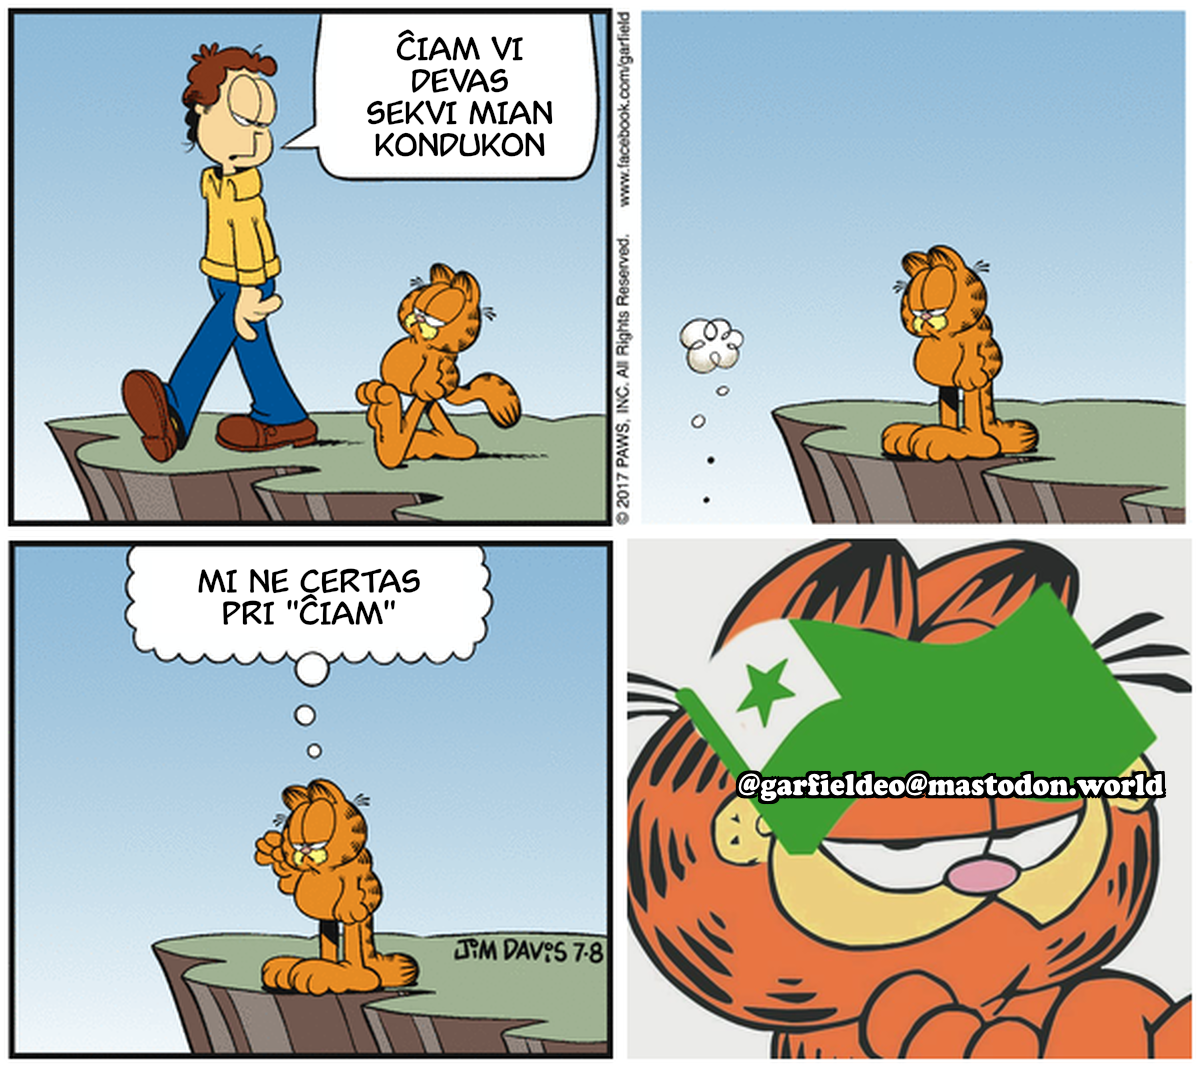 ĈIAM VI
DEVAS
SEKVI MIAN
KONDUKON
© 2017 PAWS, INC. All Rights Reserved. www.facebook.com/garfield
MI NE CERTAS
PRI "ĈIAM"
JIM DAVIS 7-8
@garfieldeo@mastodon.world